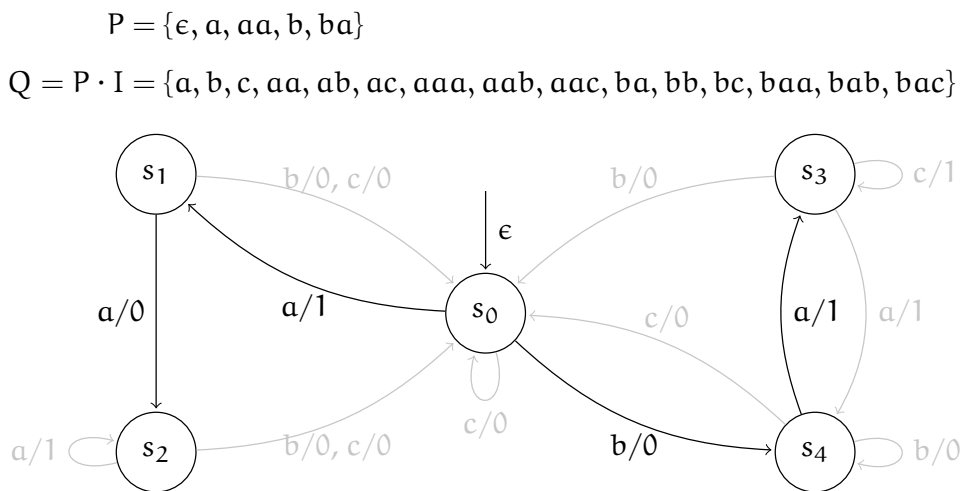 P = {ϵ, a, aa, b, ba}
Q = P · I = {a, b, c, aa, ab, ac, aaa, aab, aac, ba, bb, bc, baa, bab, bac}
s₁
b/0, c/0
b/0
s₃
c/1
ϵ
a/0
a/1
s₀
c/0
a/1
a/1
a/1
s₂
b/0, c/0
c/0
b/0
s₄
b/0